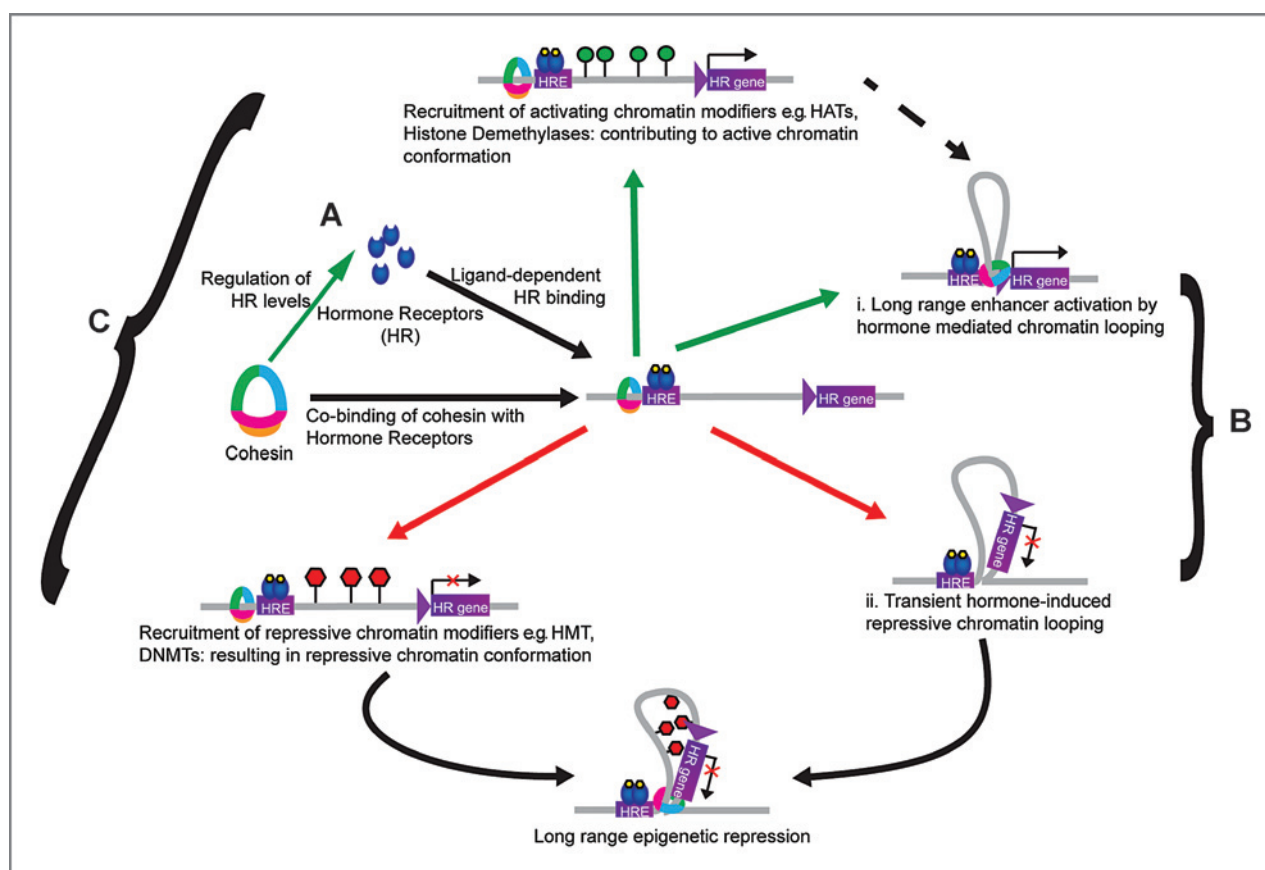 HRE
HR gene
Recruitment of activating chromatin modifiers e.g. HATs,
Histone Demethylases: contributing to active chromatin
conformation
A
Regulation of
HR levels
Hormone Receptors
(HR)
Ligand-dependent
HR binding
C
HRE
HR gene
i. Long range enhancer activation by
hormone mediated chromatin looping
Cohesin
Co-binding of cohesin with
Hormone Receptors
HRE
HR gene
B
HRE
HR gene
Recruitment of repressive chromatin modifiers e.g. HMT,
DNMTs: resulting in repressive chromatin conformation
HRE
HR gene
ii. Transient hormone-induced
repressive chromatin looping
HRE
HR gene
Long range epigenetic repression